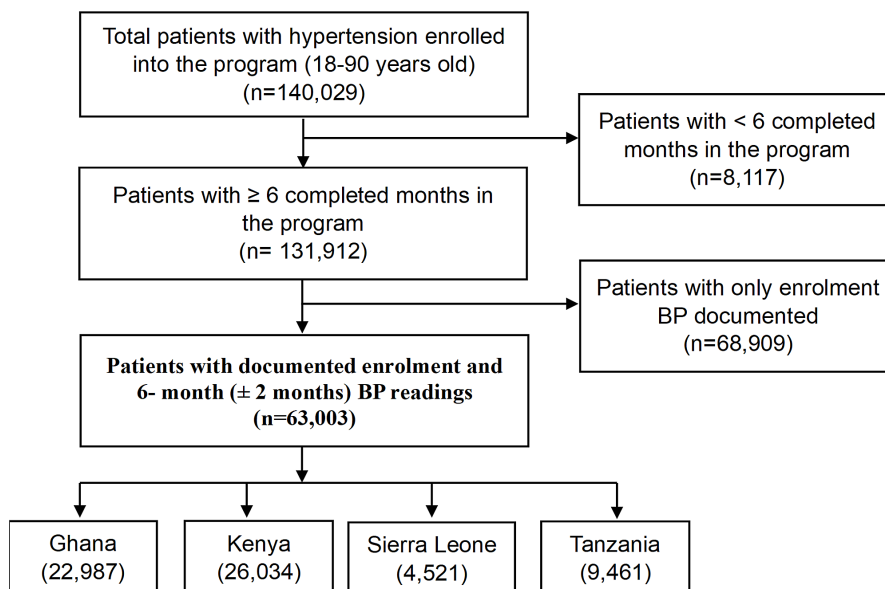 Total patients with hypertension enrolled
into the program (18-90 years old)
(n=140,029)
Patients with < 6 completed
months in the program
(n=8,117)
Patients with ≥ 6 completed months in
the program
(n= 131,912)
Patients with only enrolment
BP documented
(n=68,909)
Patients with documented enrolment and
6- month (± 2 months) BP readings
(n=63,003)
Ghana
(22,987)
Kenya
(26,034)
Sierra Leone
(4,521)
Tanzania
(9,461)